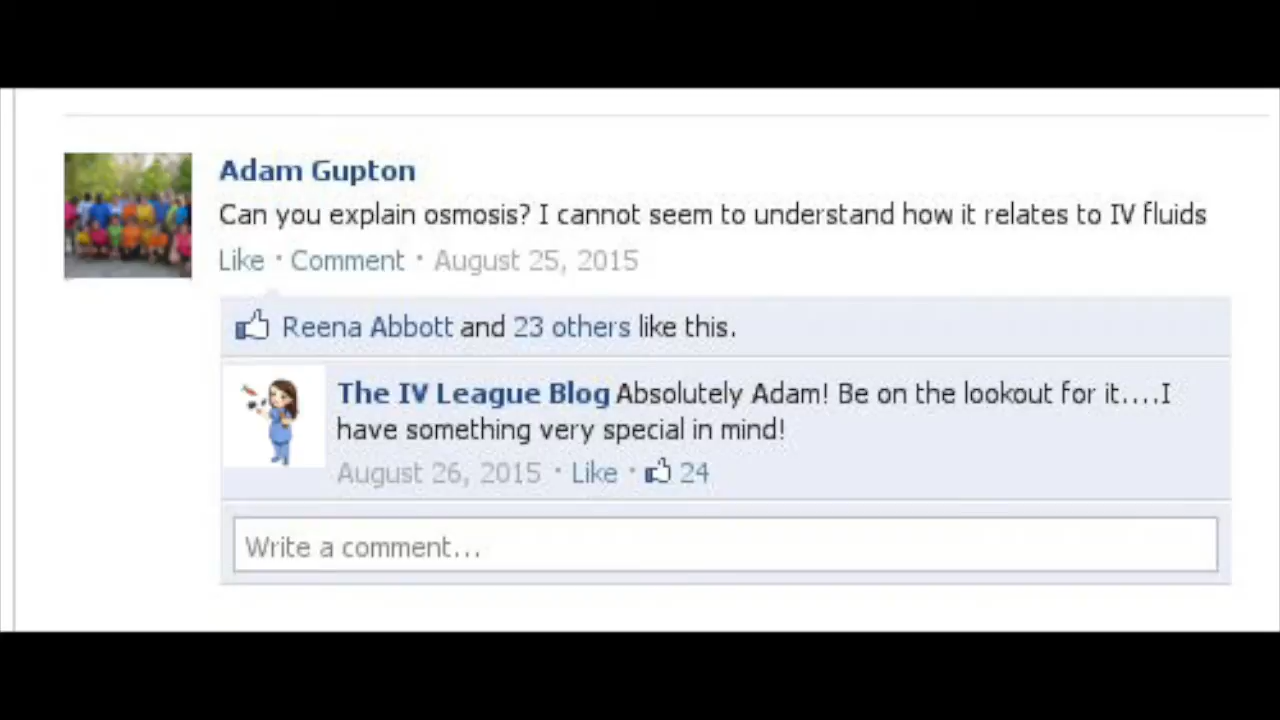 Adam Gupton
Can you explain osmosis? I cannot seem to understand how it relates to IV fluids
Like · Comment · August 25, 2015
Reena Abbott and 23 others like this.
The IV League Blog Absolutely Adam! Be on the lookout for it....I
have something very special in mind!
August 26, 2015 · Like · 24
Write a comment...